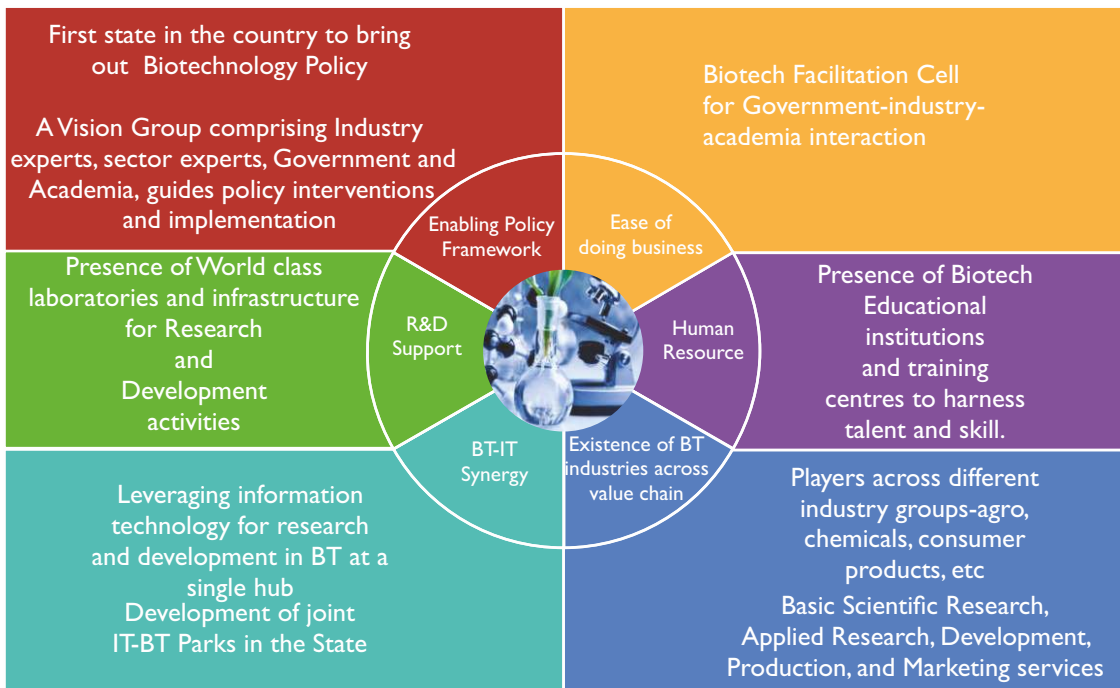 First state in the country to bring
out Biotechnology Policy
A Vision Group comprising Industry
experts, sector experts, Government and
Academia, guides policy interventions
and implementation
Enabling Policy
Framework
Biotech Facilitation Cell
for Government-industry-
academia interaction
Ease of
doing business
Presence of World class
laboratories and infrastructure
for Research
and
Development
activities
R&D
Support
Human
Resource
Presence of Biotech
Educational
institutions
and training
centres to harness
talent and skill.
Leveraging information
technology for research
and development in BT at a
single hub
Development of joint
IT-BT Parks in the State
BT-IT
Synergy
Existence of BT
industries across
value chain
Players across different
industry groups-agro,
chemicals, consumer
products, etc
Basic Scientific Research,
Applied Research, Development,
Production, and Marketing services